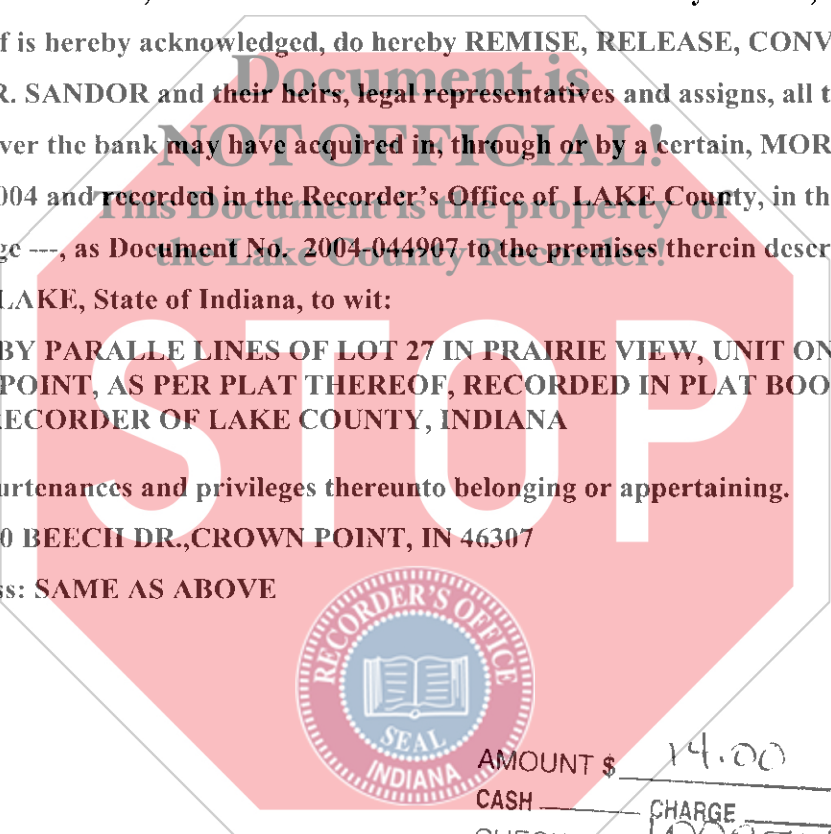 f is hereby acknowledged, do hereby REMISE, RELEASE, CONV
Document is
R. SANDOR and their heirs, legal representatives and assigns, all t
NOT OFFICIAL!
ver the bank may have acquired in, through or by a certain, MOR
004 and recorded in the Recorder's Office of LAKE County, in th
This Document is the property of
ge ---, as Document No. 2004-044907 to the premises therein descr
the Lake County Recorder!
LAKE, State of Indiana, to wit:
STOP
BY PARALLE LINES OF LOT 27 IN PRAIRIE VIEW, UNIT ON
POINT, AS PER PLAT THEREOF, RECORDED IN PLAT BOO
RECORDER OF LAKE COUNTY, INDIANA
urtenances and privileges thereunto belonging or appertaining.
0 BEECH DR.,CROWN POINT, IN 46307
ss: SAME AS ABOVE
RECORDER'S OFFICE
SEAL
INDIANA
AMOUNT $ 14.00
CASH CHARGE